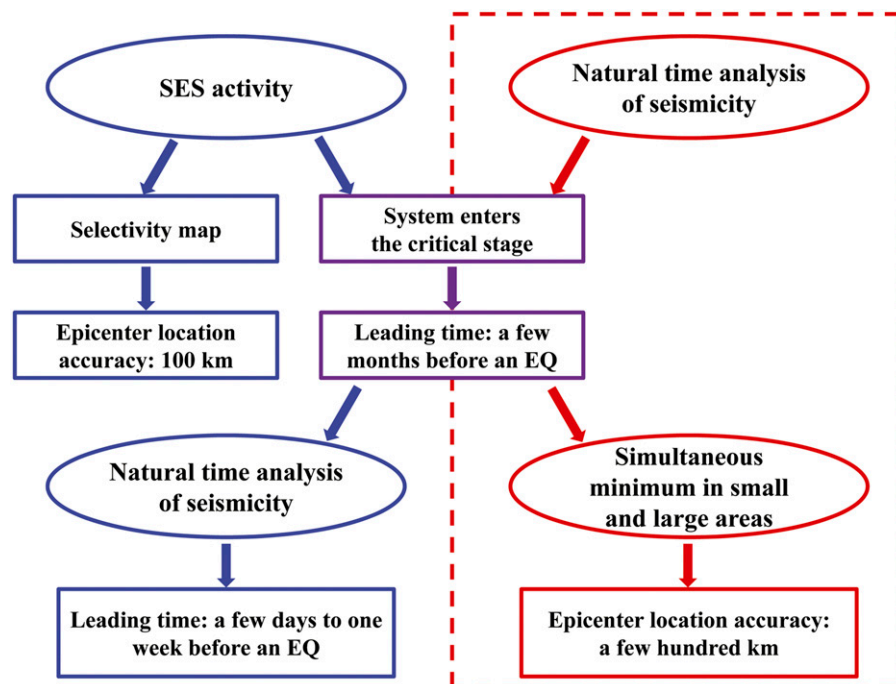 SES activity
Natural time analysis
of seismicity
Selectivity map
System enters
the critical stage
Epicenter location
accuracy: 100 km
Leading time: a few
months before an EQ
Natural time analysis
of seismicity
Simultaneous
minimum in small
and large areas
Leading time: a few days to one
week before an EQ
Epicenter location accuracy:
a few hundred km